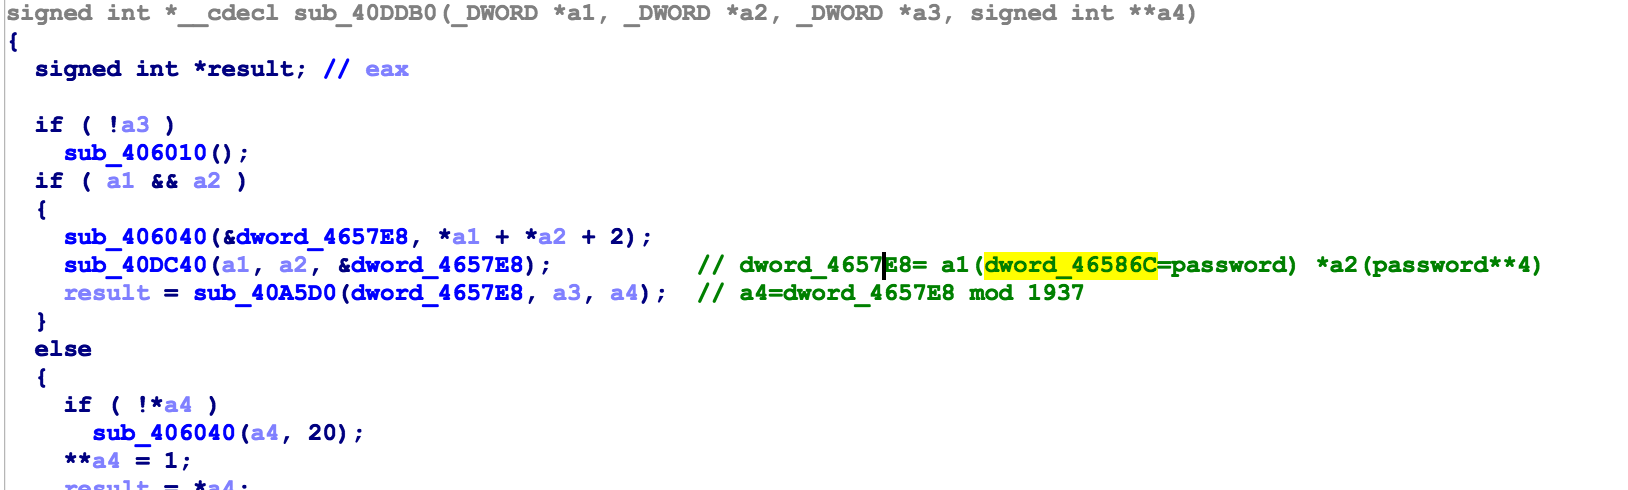 signed int *__cdecl sub_40DDB0(_DWORD *a1, _DWORD *a2, _DWORD *a3, signed int **a4)
{
  signed int *result; // eax

  if ( !a3 )
    sub_406010();
  if ( a1 && a2 )
  {
    sub_406040(&dword_4657E8, *a1 + *a2 + 2);
    sub_40DC40(a1, a2, &dword_4657E8);          // dword_4657E8= a1(dword_46586C=password) *a2(password**4)
    result = sub_40A5D0(dword_4657E8, a3, a4);  // a4=dword_4657E8 mod 1937
  }
  else
  {
    if ( !*a4 )
      sub_406040(a4, 20);
    **a4 = 1;
    result = *a4;